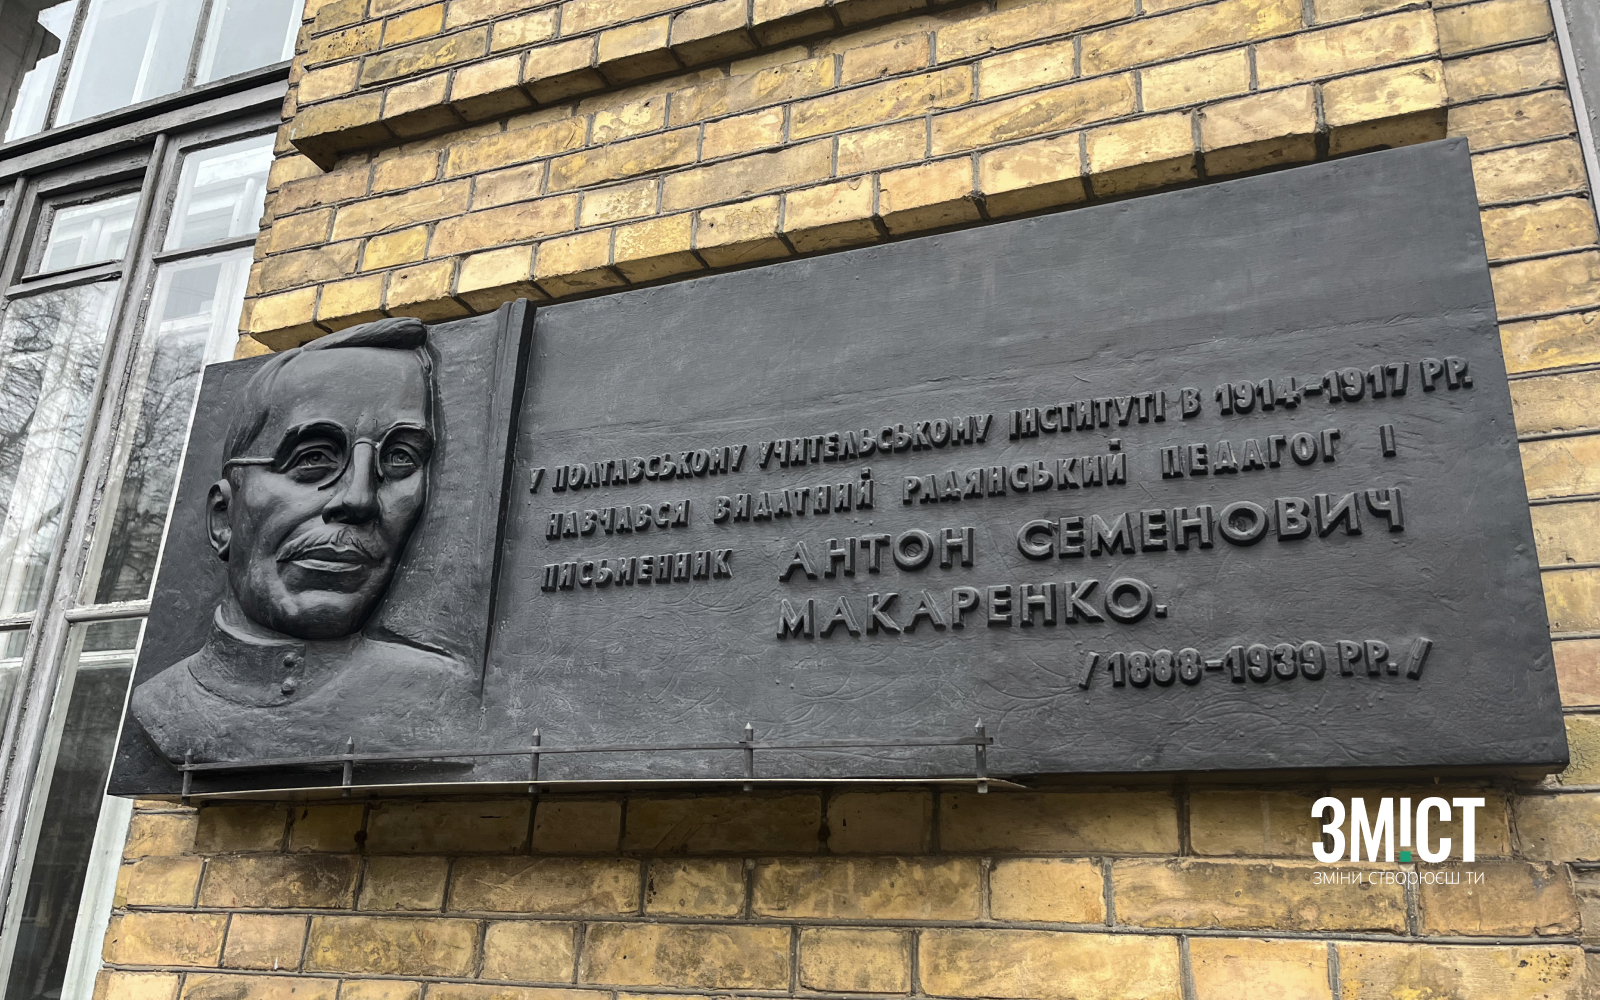 У ПОЛТАВСЬКОМУ УЧИТЕЛЬСЬКОМУ ІНСТИТУТІ В 1914-1917 РР.
НАВЧАВСЯ ВИДАТНИЙ РАДЯНСЬКИЙ ПЕДАГОГ І
ПИСЬМЕННИК АНТОН СЕМЕНОВИЧ
МАКАРЕНКО.
/1888-1939 РР./
ЗМІСТ
ЗМІНИ СТВОРЮЄШ ТИ